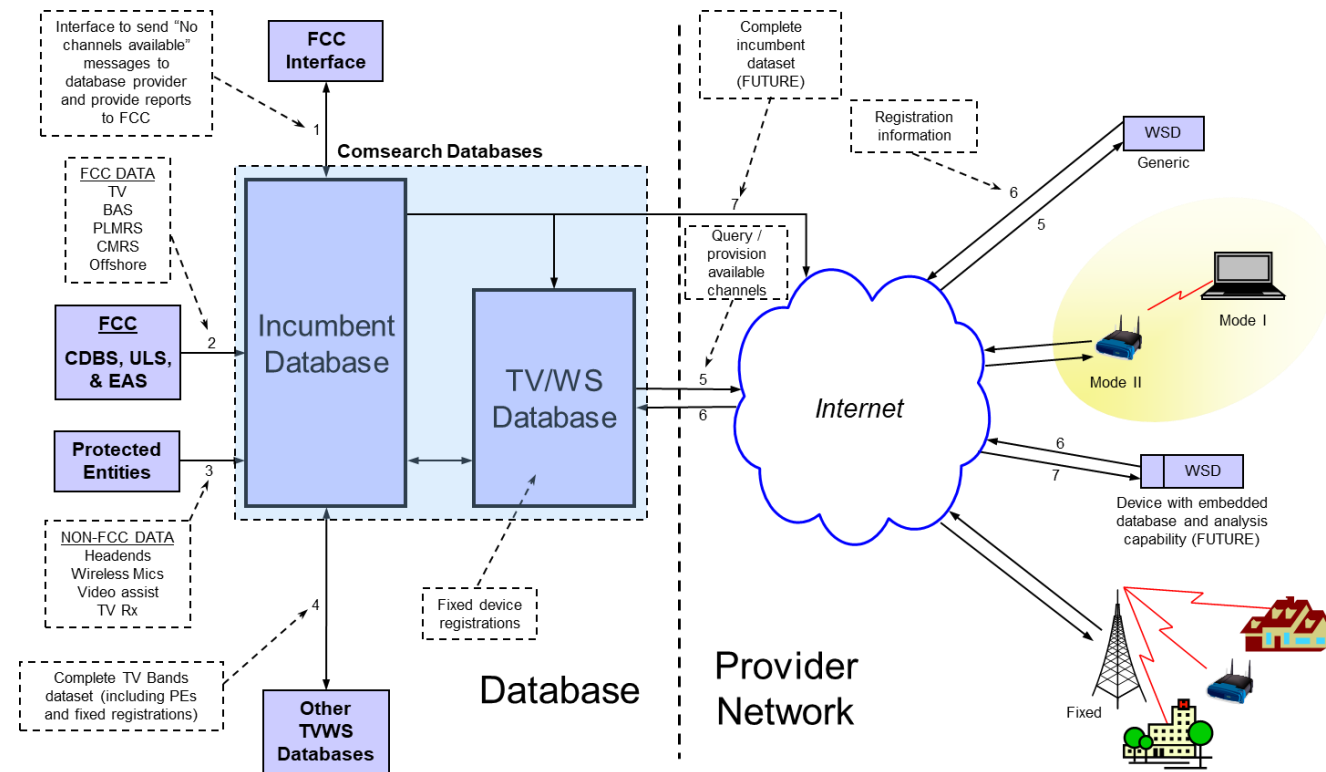 Interface to send “No
channels available”
messages to
database provider
and provide reports
to FCC
FCC
Interface
1
Complete
incumbent
dataset
(FUTURE)
Registration
information
WSD
Generic
6
5
Comsearch Databases
FCC DATA
TV
BAS
PLMRS
CMRS
Offshore
7
Query /
provision
available
channels
Mode I
Mode II
FCC
CDBS, ULS,
& EAS
2
Incumbent
Database
TV/WS
Database
5
6
Internet
Protected
Entities
3
6
7
WSD
Device with embedded
database and analysis
capability (FUTURE)
NON-FCC DATA
Headends
Wireless Mics
Video assist
TV Rx
4
Fixed device
registrations
Complete TV Bands
dataset (including PEs
and fixed registrations)
Other
TVWS
Databases
Database
Provider
Network
Fixed
H